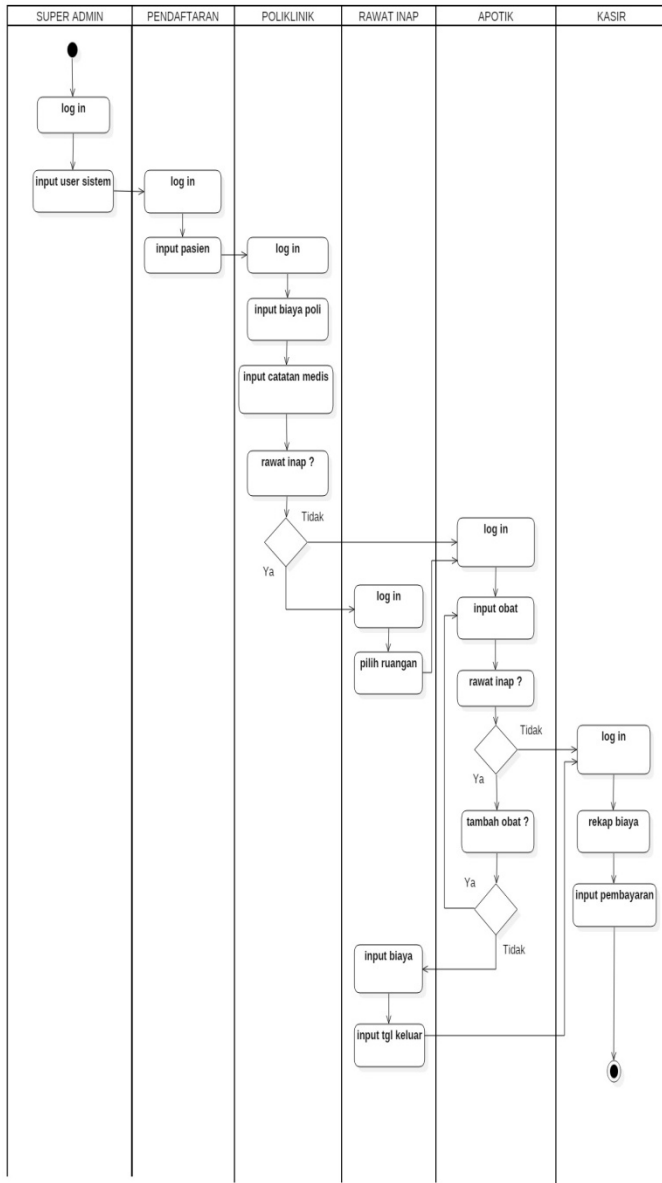 SUPER ADMIN
PENDAFTARAN
POLIKLINIK
RAWAT INAP
APOTIK
KASIR
log in
input user sistem
log in
input pasien
log in
input biaya poli
input catatan medis
rawat inap ?
Tidak
Ya
log in
pilih ruangan
log in
input obat
rawat inap ?
Tidak
Ya
tambah obat ?
Ya
Tidak
input biaya
input tgl keluar
log in
rekap biaya
input pembayaran